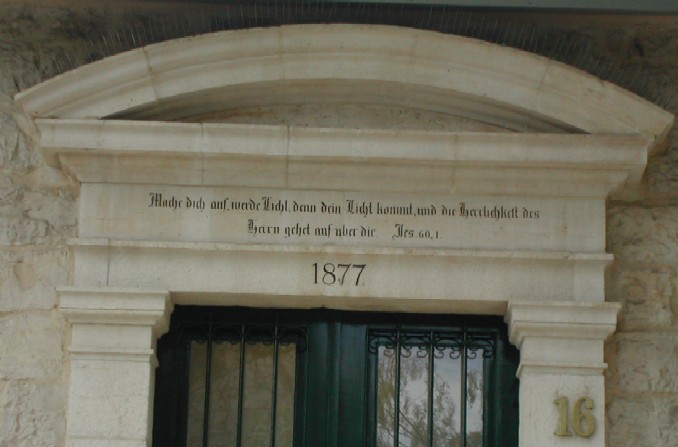 Mache dich auf, werde Licht, denn dein Licht kommt, und die Herrlichkeit des
Herrn gehet auf uber dir. Jes. 60, 1.
1877
16